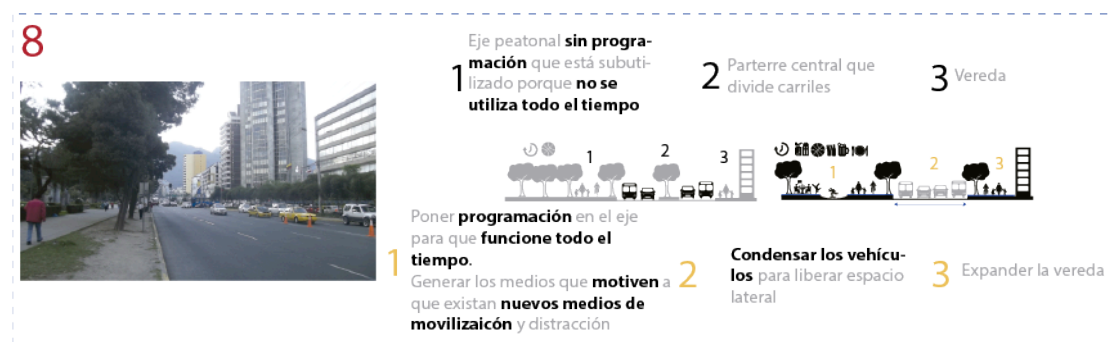 8
1 Eje peatonal sin progra-
mación que está subuti-
lizado porque no se
utiliza todo el tiempo
2 Parterre central que
divide carriles
3 Vereda
1 2 3
1 2 3
1 Poner programación en el eje
para que funcione todo el
tiempo.
Generar los medios que motiven a
que existan nuevos medios de
movilizaicón y distracción
2 Condensar los vehícu-
los para liberar espacio
lateral
3 Expander la vereda